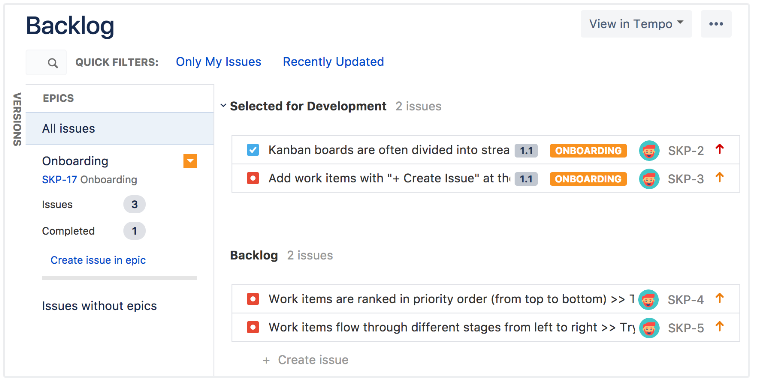 Backlog
View in Tempo
QUICK FILTERS:
Only My Issues
Recently Updated
VERSIONS
EPICS
All issues
Onboarding
SKP-17 Onboarding
Issues 3
Completed 1
Create issue in epic
Issues without epics
Selected for Development 2 issues
Kanban boards are often divided into strea 1.1 ONBOARDING SKP-2
Add work items with "+ Create Issue" at the 1.1 ONBOARDING SKP-3
Backlog 2 issues
Work items are ranked in priority order (from top to bottom) >> T SKP-4
Work items flow through different stages from left to right >> Try SKP-5
+ Create issue